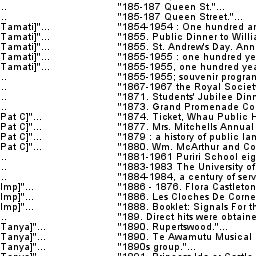 ..	"185-187 Queen St."...
..	"185-187 Queen Street."...
Tamati]"...	"1854-1954 : One hundred ar
Tamati]"...	"1855. Public Dinner to Willia
Tamati]"...	"1855. St. Andrew's Day. Ann
Tamati]"...	"1855-1955 : one hundred ye
Tamati]"...	"1855-1955, one hundred yea
..	"1855-1955; souvenir progran
..	"1867-1967 the Royal Societ
..	"1871. Students' Jubilee Dinn
..	"1873. Grand Promenade Co
Pat C]"...	"1874. Ticket, Whau Public H
Pat C]"...	"1877. Mrs. Mitchells Annual
Pat C]"...	"1879 : a history of public lan
Pat C]"...	"1880. Wm. McArthur and Co
..	"1881-1961 Puriri School eig
..	"1883-1983 The University of
..	"1884-1984, a century of serv
Imp]"...	"1886 - 1876. Flora Castleton
Imp]"...	"1886. Les Cloches De Corne
Imp]"...	"1888. Booklet: Signals For th
..	"189. Direct hits were obtaine
Tanya]"...	"1890. Rupertswood."...
Tanya]"...	"1890. Te Awamutu Musical
Tanya]"...	"1890s group."...